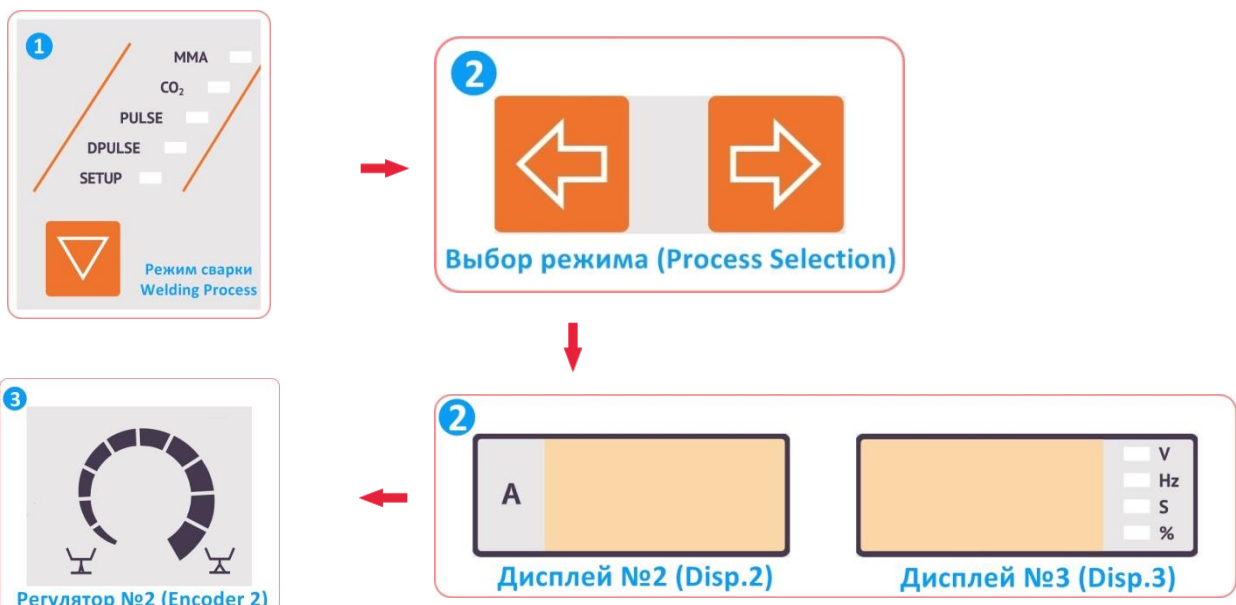 1
MMA
CO₂
PULSE
DPULSE
SETUP
Режим сварки
Welding Process
2
Выбор режима (Process Selection)
3
Регулятор №2 (Encoder 2)
2
A
Дисплей №2 (Disp.2)
V
Hz
S
%
Дисплей №3 (Disp.3)